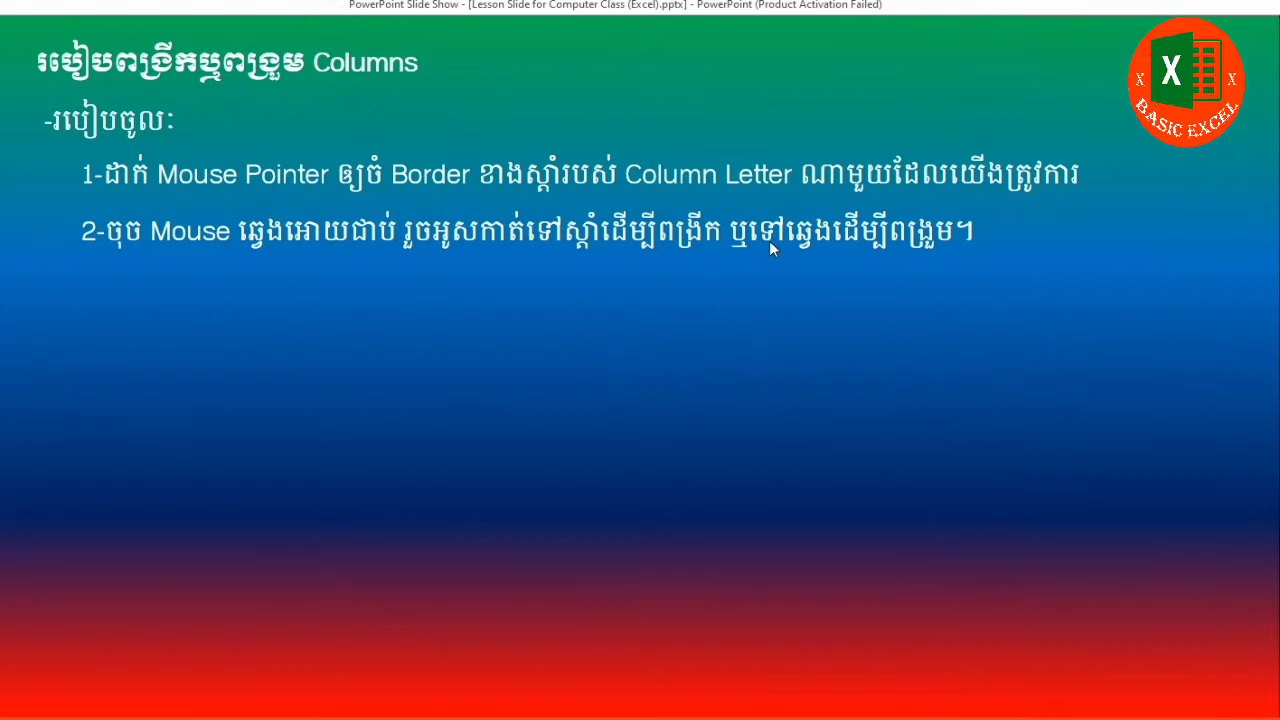 PowerPoint Slide Show - [Lesson Slide for Computer Class (Excel).pptx] - PowerPoint (Product Activation Failed)
របៀបពង្រីកឬពង្រួម Columns
-របៀបចូលៈ
1-ដាក់ Mouse Pointer ឲ្យចំ Border ខាងស្តាំរបស់ Column Letter ណាមួយដែលយើងត្រូវការ
2-ចុច Mouse ឆ្វេងអោយជាប់ រួចអូសកាត់ទៅស្តាំដើម្បីពង្រីក ឬទៅឆ្វេងដើម្បីពង្រួម។
X
X X
BASIC EXCEL